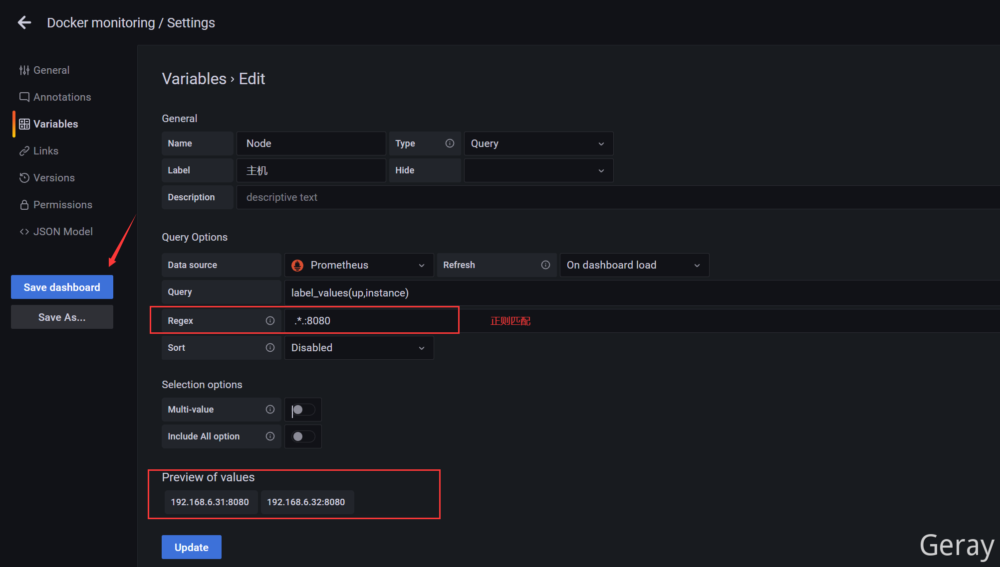 Docker monitoring / Settings
General
Annotations
Variables
Links
Versions
Permissions
JSON Model
Save dashboard
Save As...
Variables › Edit
General
Name Node Type Query
Label 主机 Hide
Description descriptive text
Query Options
Data source Prometheus Refresh On dashboard load
Query label_values(up,instance)
Regex .*.:8080 正则匹配
Sort Disabled
Selection options
Multi-value
Include All option
Preview of values
192.168.6.31:8080 192.168.6.32:8080
Update
Geray